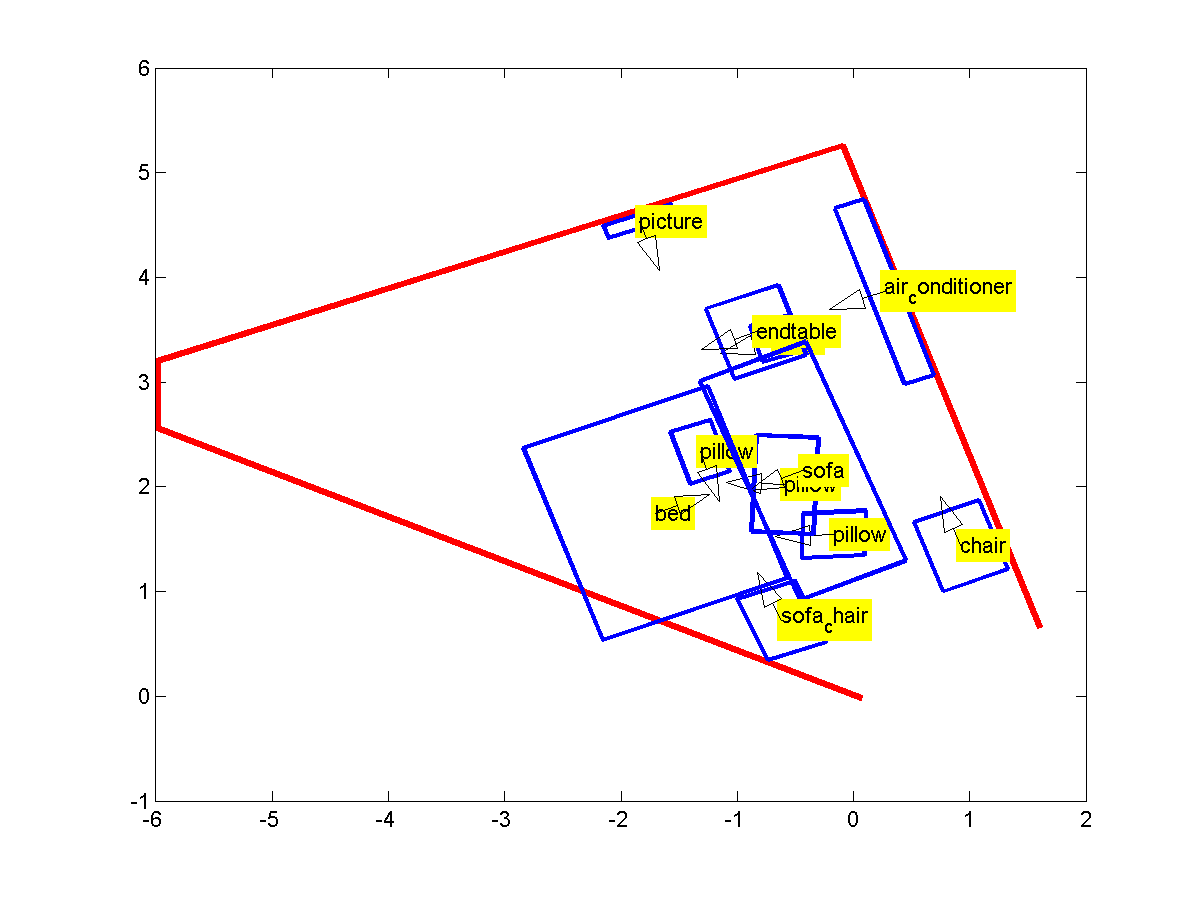 6
5
4
3
2
1
0
-1
-6
-5
-4
-3
-2
-1
0
1
2
picture
air_conditioner
endtable
pillow
sofa
pillow
bed
pillow
chair
sofa_chair